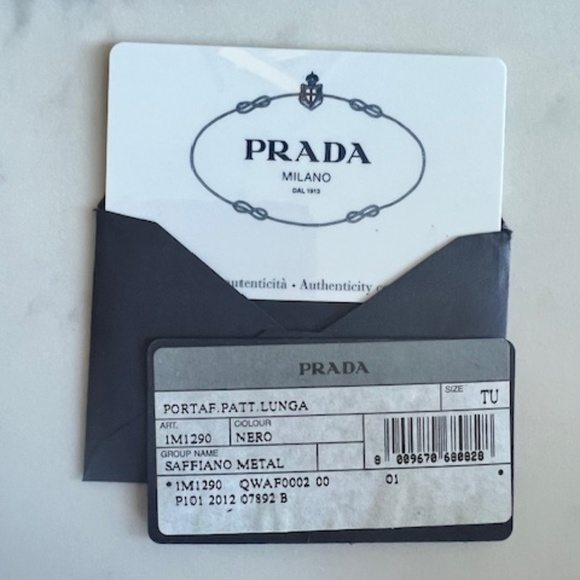 PRADA
MILANO
DAL 1913
autenticità • Authenticity
PRADA
SIZE
PORTAF.PATT.LUNGA TU
ART. COLOUR
1M1290 NERO
GROUP NAME
SAFFIANO METAL
8 009670 680828
*1M1290 QWAF0002 00 01
P101 2012 07892 B